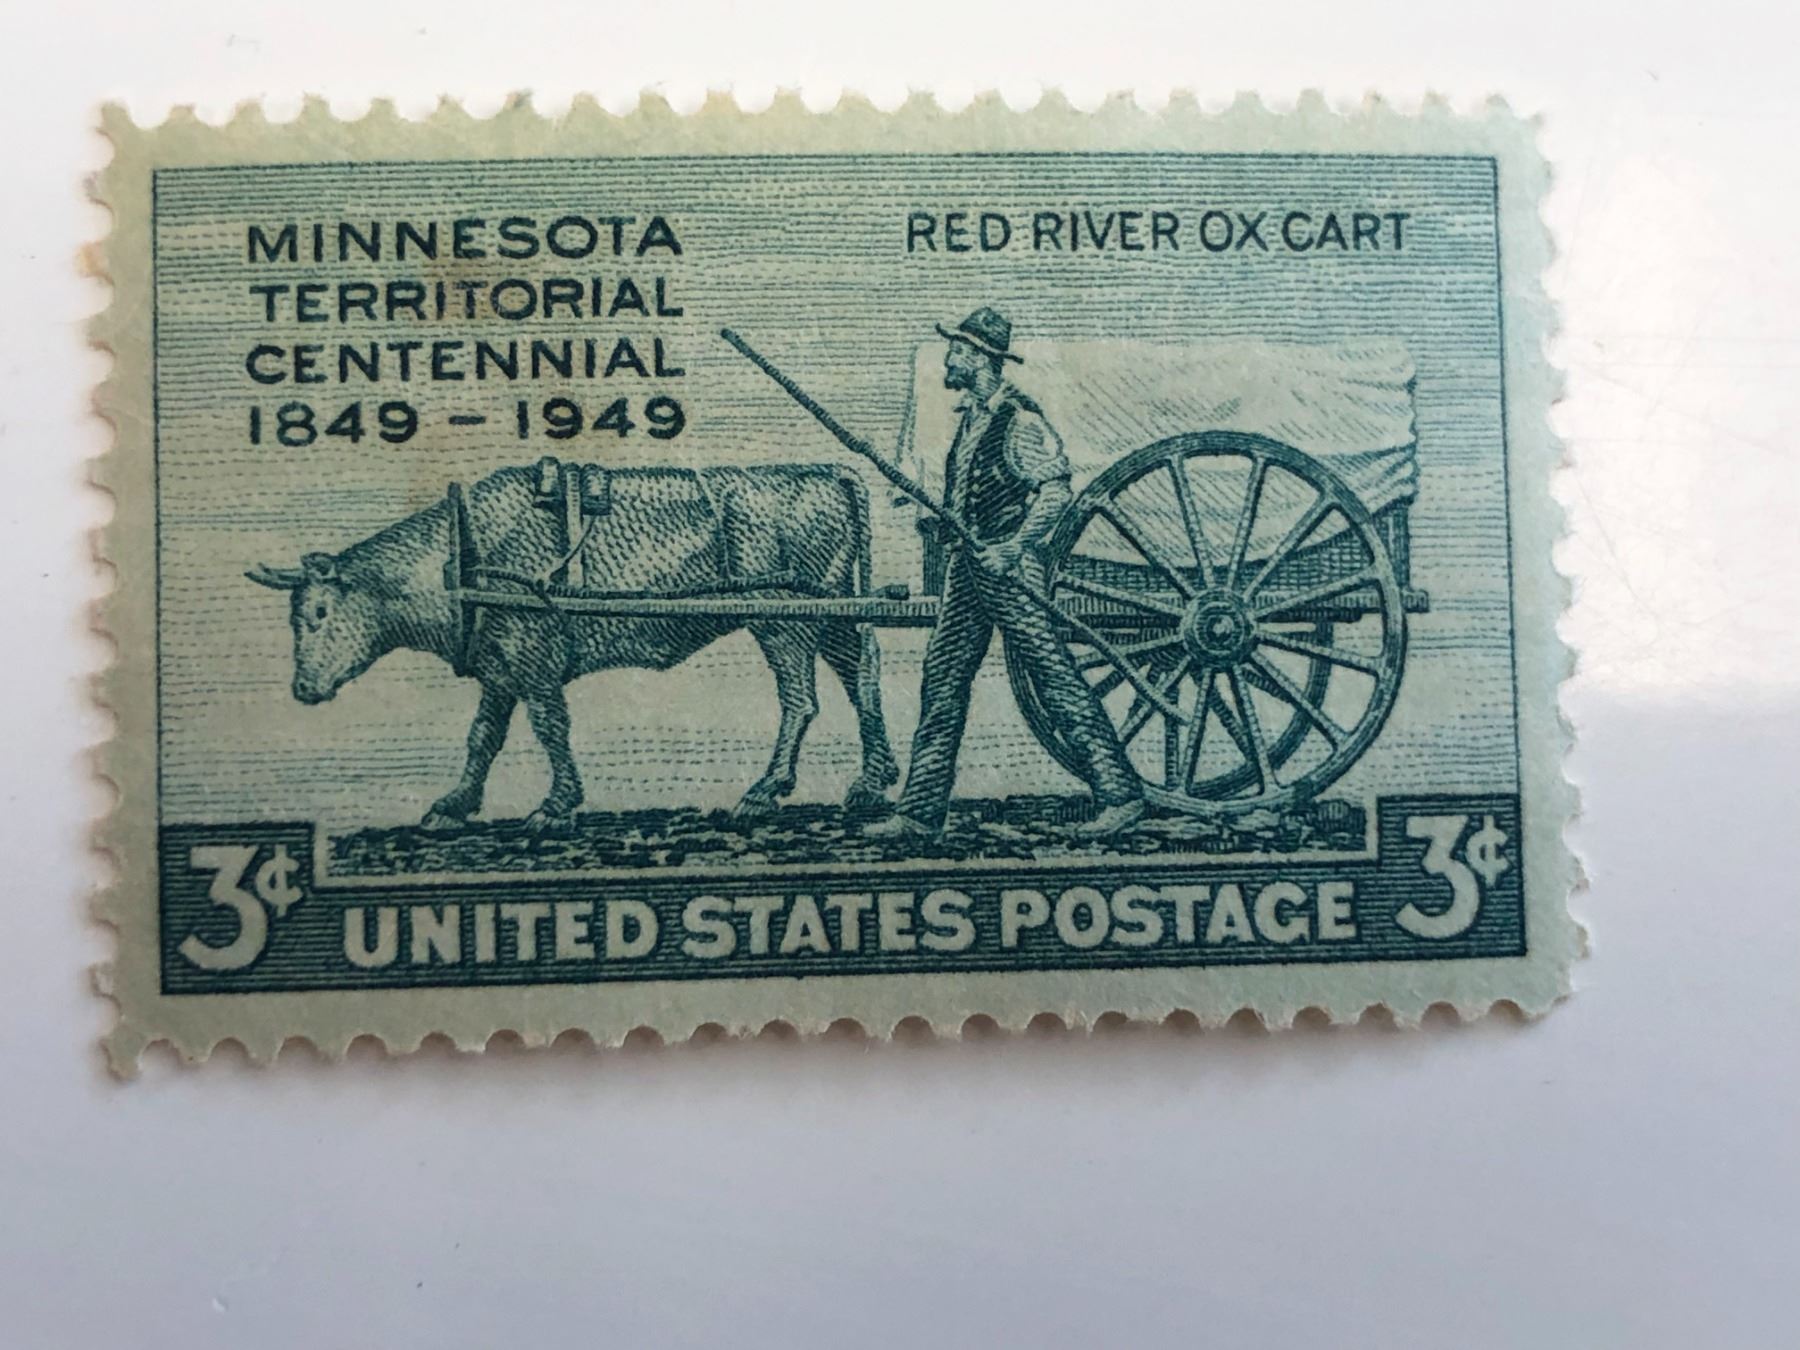 MINNESOTA
TERRITORIAL
CENTENNIAL
1849 – 1949
RED RIVER OX CART
3¢
UNITED STATES POSTAGE
3¢